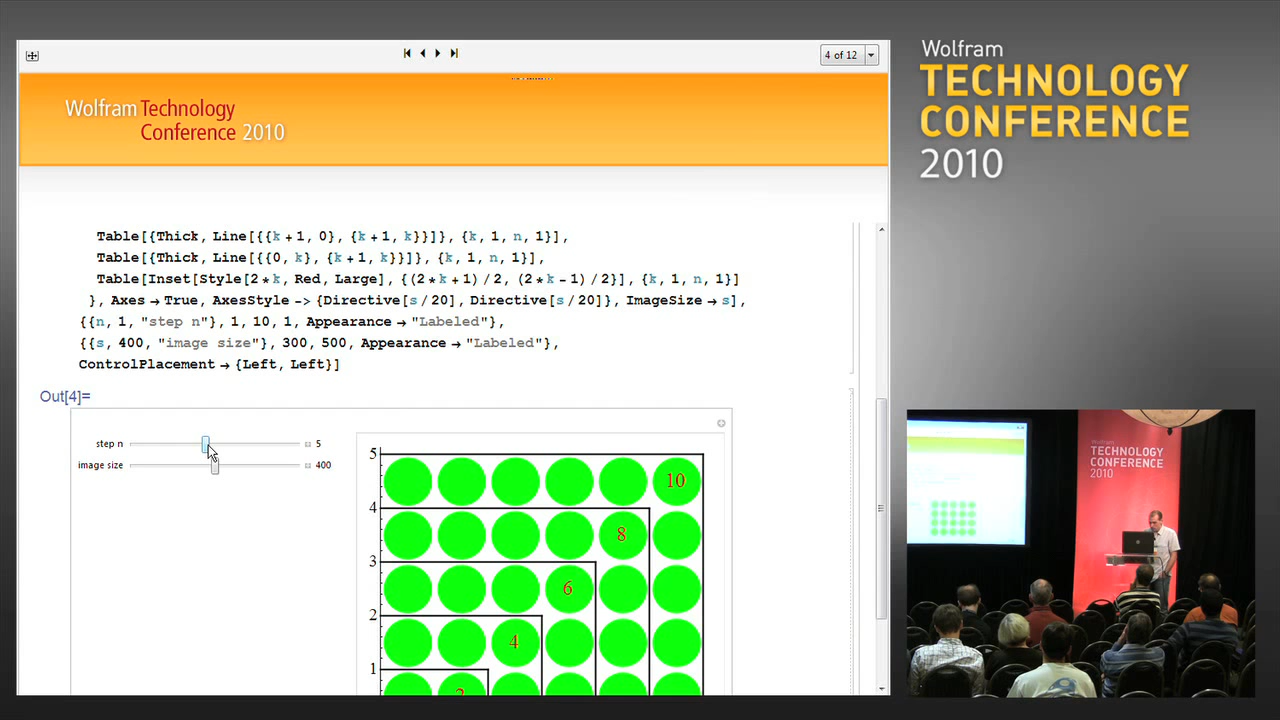 4 of 12
Wolfram Technology
Conference 2010
Table[{Thick, Line[{{k + 1, 0}, {k + 1, k}}]}, {k, 1, n, 1}],
Table[{Thick, Line[{{0, k}, {k + 1, k}}]}, {k, 1, n, 1}],
Table[Inset[Style[2 * k, Red, Large], {(2 * k + 1) / 2, (2 * k - 1) / 2}], {k, 1, n, 1}]
}, Axes → True, AxesStyle -> {Directive[s / 20], Directive[s / 20]}, ImageSize → s],
{{n, 1, "step n"}, 1, 10, 1, Appearance → "Labeled"},
{{s, 400, "image size"}, 300, 500, Appearance → "Labeled"},
ControlPlacement → {Left, Left}]
Out[4]=
step n 5
image size 400
5
10
4
8
3
6
2
4
1
2
Wolfram
TECHNOLOGY
CONFERENCE
2010
Wolfram
TECHNOLOGY
CONFERENCE
2010